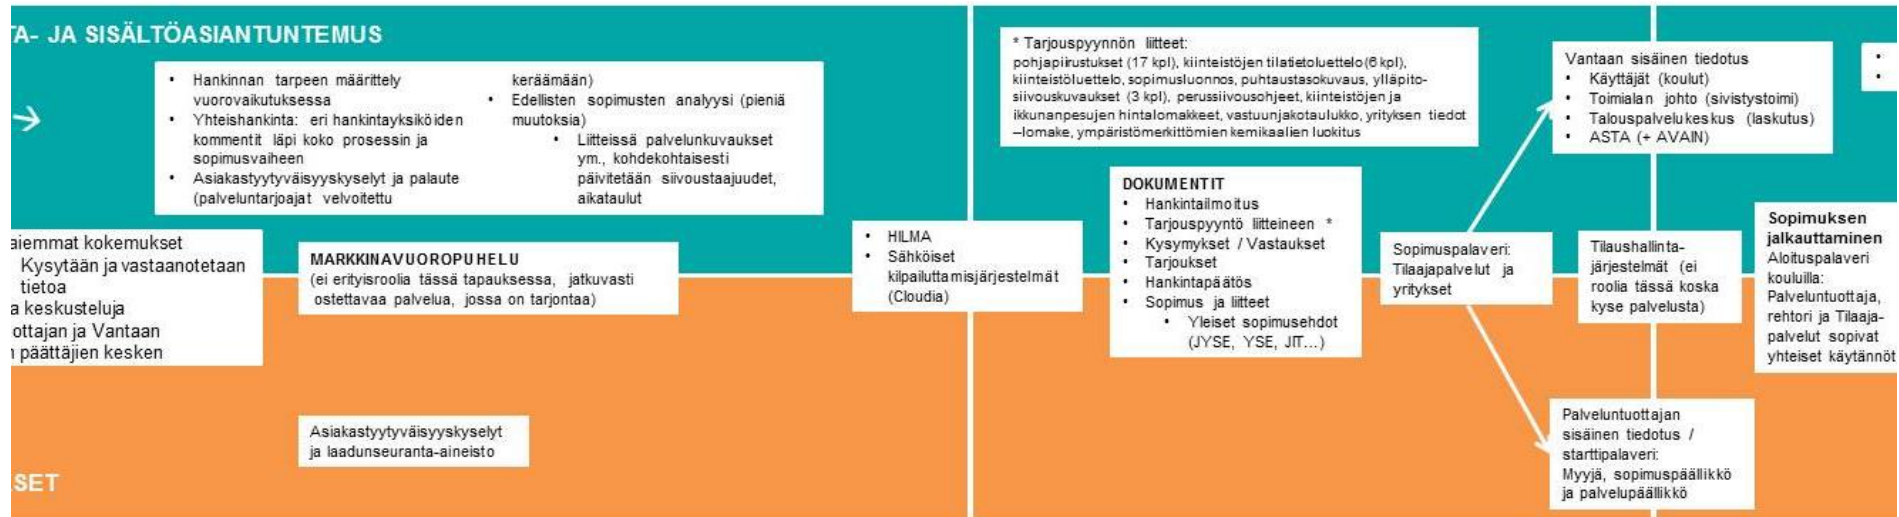 TA- JA SISÄLTÖASIANTUNTEMUS
• Hankinnan tarpeen määrittely
vuorovaikutuksessa
• Yhteishankinta: eri hankintayksiköiden
kommentit läpi koko prosessin ja
sopimusvaiheen
• Asiakastyytyväisyyskyselyt ja palaute
(palveluntarjoajat velvoitettu
keräämään)
• Edellisten sopimusten analyysi (pieniä
muutoksia)
• Liitteissä palvelunkuvaukset
ym., kohdekohtaisesti
päivitetään siivoustaajuudet,
aikataulut
aiemmat kokemukset
Kysytään ja vastaanotetaan
tietoa
a keskusteluja
ottajan ja Vantaan
n päättäjien kesken
MARKKINAVUOROPUHELU
(ei erityisroolia tässä tapauksessa, jatkuvasti
ostettavaa palvelua, jossa on tarjontaa)
Asiakastyytyväisyyskyselyt
ja laadunseuranta-aineisto
SET
• HILMA
• Sähköiset
kilpailuttamisjärjestelmät
(Cloudia)
* Tarjouspyynnön liitteet:
pohjapiirustukset (17 kpl), kiinteistöjen tilatietoluettelo (6 kpl),
kiinteistöluettelo, sopimusluonnos, puhtaustasokuvaus, ylläpito-
siivouskuvaukset (3 kpl), perussiivousohjeet, kiinteistöjen ja
ikkunanpesujen hintalomakkeet, vastuunjakotaulukko, yrityksen tiedot
–lomake, ympäristömerkittömien kemikaalien luokitus
DOKUMENTIT
• Hankintailmoitus
• Tarjouspyyntö liitteineen *
• Kysymykset / Vastaukset
• Tarjoukset
• Hankintapäätös
• Sopimus ja liitteet
• Yleiset sopimusehdot
(JYSE, YSE, JIT...)
Sopimuspalaveri:
Tilaajapalvelut ja
yritykset
Vantaan sisäinen tiedotus
• Käyttäjät (koulut)
• Toimialan johto (sivistystoimi)
• Talouspalvelukeskus (laskutus)
• ASTA (+ AVAIN)
Tilaushallinta-
järjestelmät (ei
roolia tässä koska
kyse palvelusta)
Palveluntuottajan
sisäinen tiedotus /
starttipalaveri:
Myyjä, sopimuspäällikkö
ja palvelupäällikkö
Sopimuksen
jalkauttaminen
Aloituspalaveri
kouluilla:
Palveluntuottaja,
rehtori ja Tilaaja-
palvelut sopivat
yhteiset käytännöt